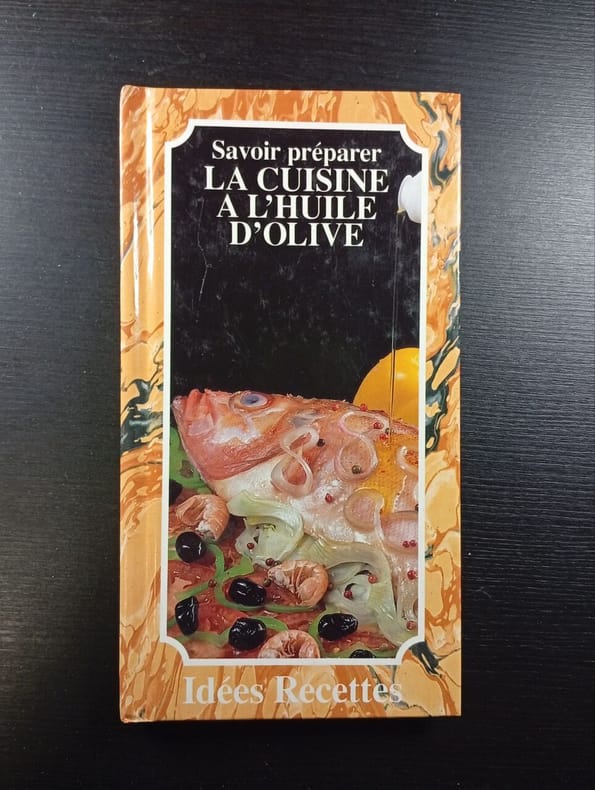 Savoir préparer
LA CUISINE
A L'HUILE
D'OLIVE
Idées Recettes